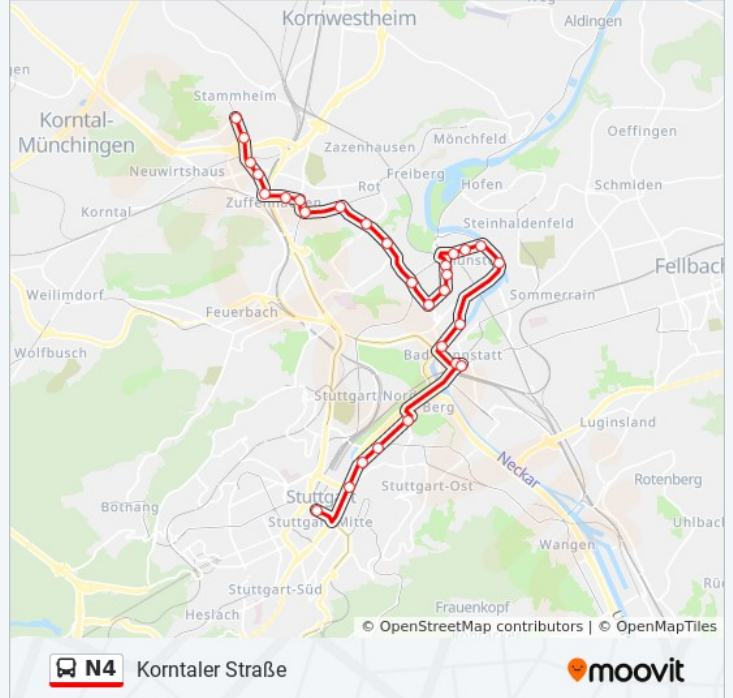 Kornwestheim
Aldingen
Stammheim
Korntal-
Münchingen
Mönchfeld
Oeffingen
Zazenhausen
Neuwirtshaus
Freiberg
Rot
Hofen
Schmiden
Korntal
Steinhaldenfeld
Fellbach
Weilimdorf
Sommerrain
Feuerbach
Wolfbusch
Stuttgart Nord
Berg
Luginsland
Neckar
Stuttgart-Ost
Rotenberg
Stuttgart
Botnang
Stuttgart-Mitte
Uhlbac
Wangen
Stuttgart-Süd
Frauenkopf
Heslach
© OpenStreetMap contributors | © OpenMapTiles
N4 Korntaler Straße
moovit